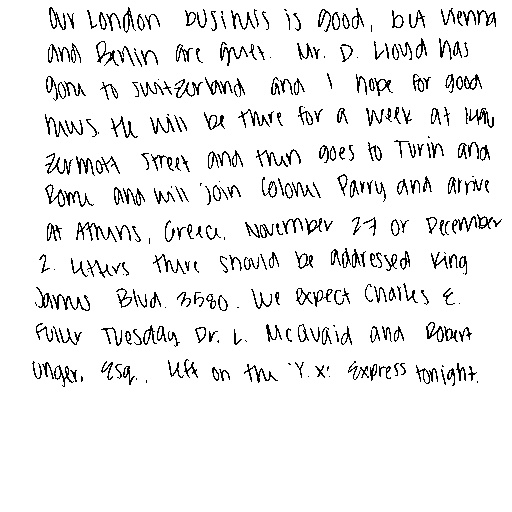 Our London business is good, but Vienna
and Berlin are quiet. Mr. D. Lloyd has
gone to Switzerland and I hope for good
news. He will be there for a week at 1496
Zermott Street and then goes to Turin and
Rome and will join Colonel Parry and arrive
at Athens, Greece, November 27 or December
2. Letters there should be addressed King
James Blvd. 3580. We expect Charles E.
Fuller Tuesday. Dr. L. McQuaid and Robert
Unger, Esq., left on the 'Y.X.' Express tonight.